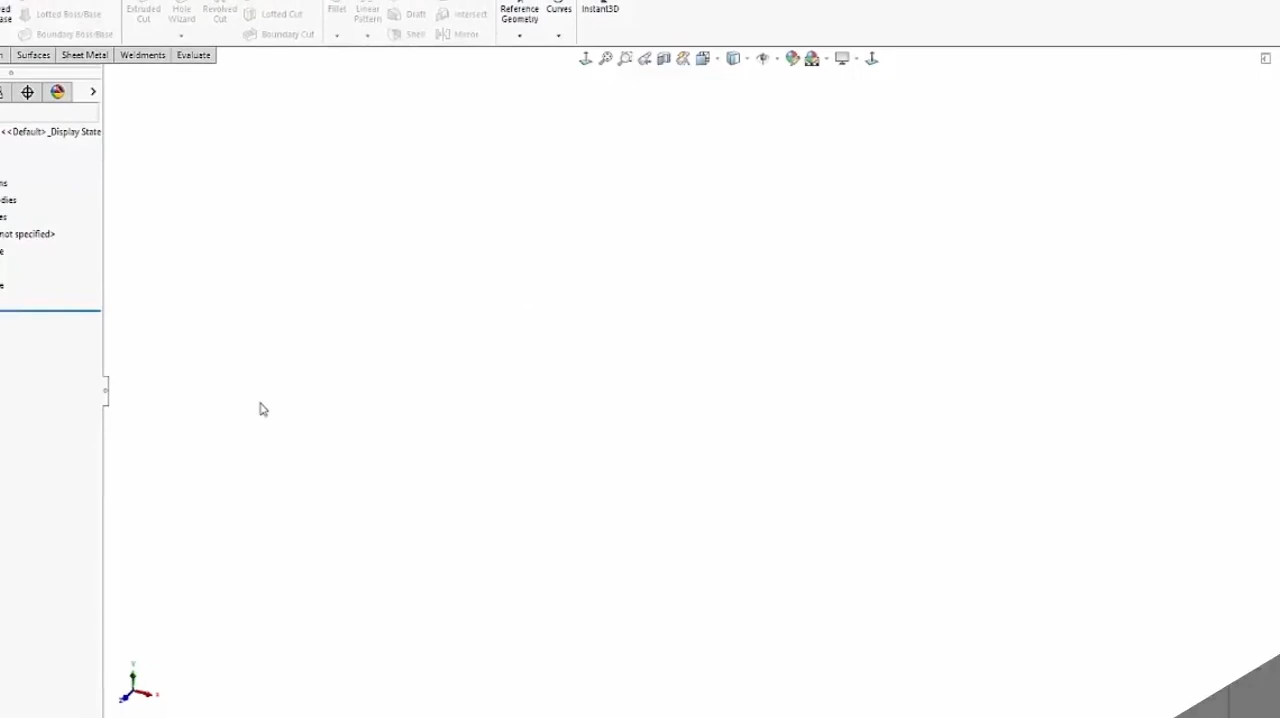 Extruded Cut
Hole Wizard
Revolved Cut
Lofted Boss/Base
Boundary Boss/Base
Lofted Cut
Boundary Cut
Fillet
Linear Pattern
Draft
Shell
Intersect
Mirror
Reference Geometry
Curves
Instant3D
Surfaces
Sheet Metal
Weldments
Evaluate
<<Default>_Display State
not specified>
Y
X
Z